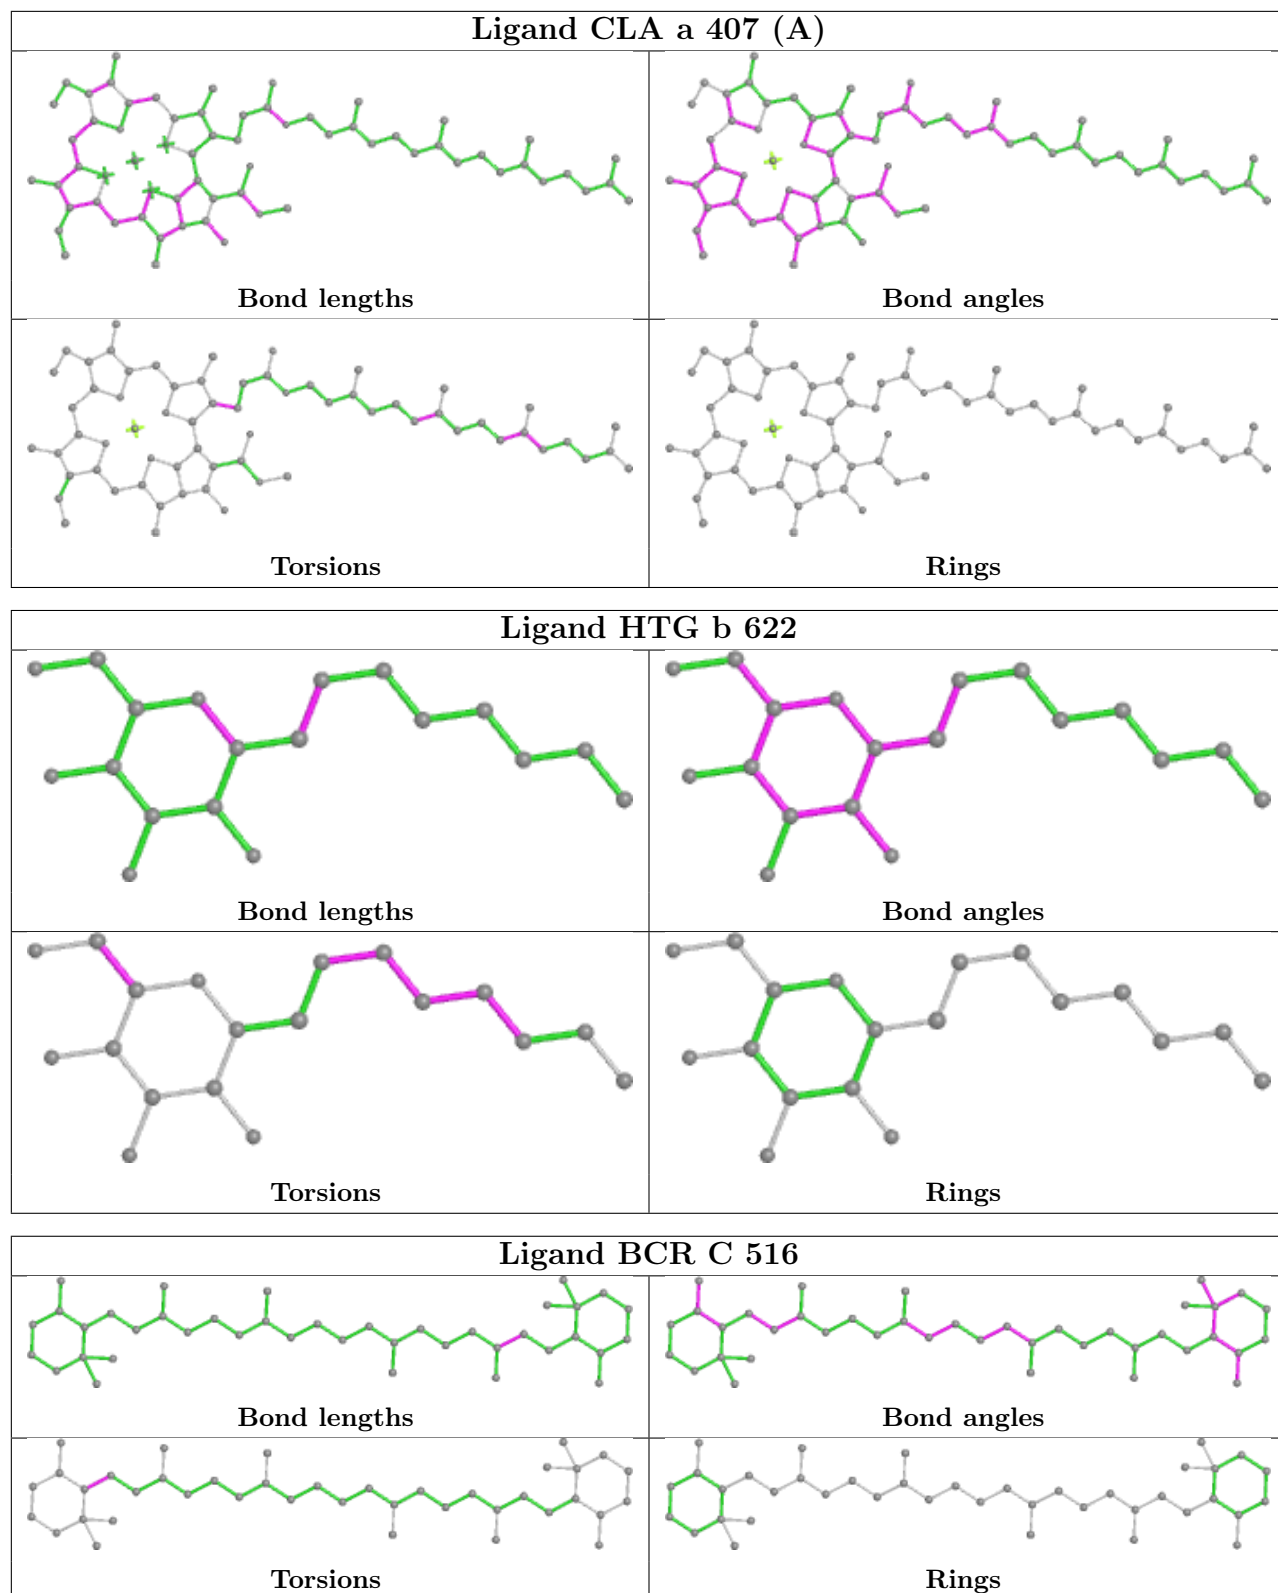 Ligand CLA a 407 (A)
Bond lengths
Bond angles
Torsions
Rings
Ligand HTG b 622
Bond lengths
Bond angles
Torsions
Rings
Ligand BCR C 516
Bond lengths
Bond angles
Torsions
Rings